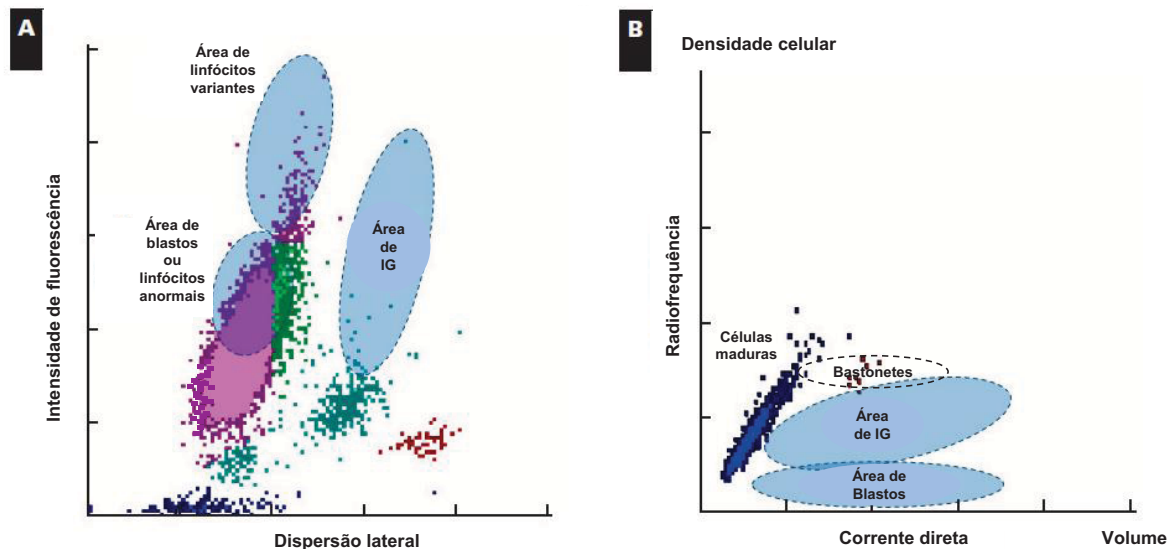 A
Área de
linfócitos
variantes
Área de
blastos
ou
linfócitos
anormais
Área
de
IG
Intensidade de fluorescência
Dispersão lateral
B
Densidade celular
Radiofrequência
Células
maduras
Bastonetes
Área
de IG
Área de
Blastos
Corrente direta
Volume